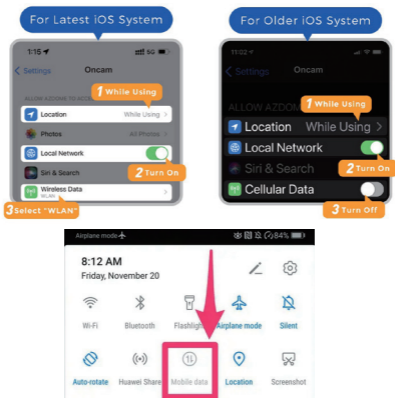 For Latest iOS System
1:15
5G
Settings
Oncam
1 While Using
ALLOW AZDOME TO ACCESS
Location
While Using
Photos
All Photos
Local Network
2 Turn On
Siri & Search
Wireless Data
WLAN
3 Select "WLAN"
For Older iOS System
11:02
Settings
Oncam
1 While Using
ALLOW AZDOM
Location
While Using
Local Network
2 Turn On
Siri & Search
Cellular Data
3 Turn Off
Airplane mode
84%
8:12 AM
Friday, November 20
Wi-Fi
Bluetooth
Flashlight
Airplane mode
Silent
Auto-rotate
Huawei Share
Mobile data
Location
Screenshot